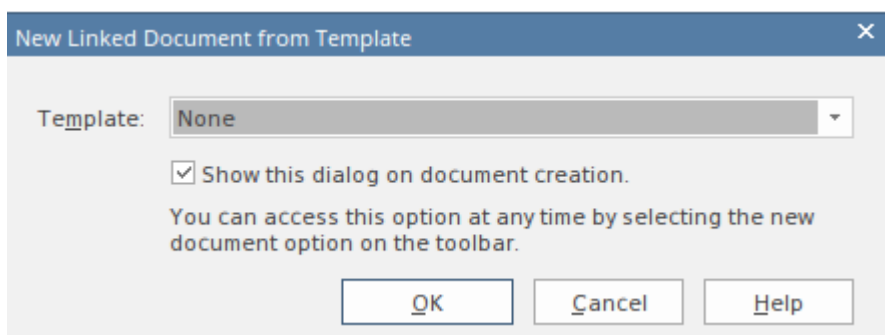 New Linked Document from Template
Template: None
Show this dialog on document creation.
You can access this option at any time by selecting the new
document option on the toolbar.
OK Cancel Help